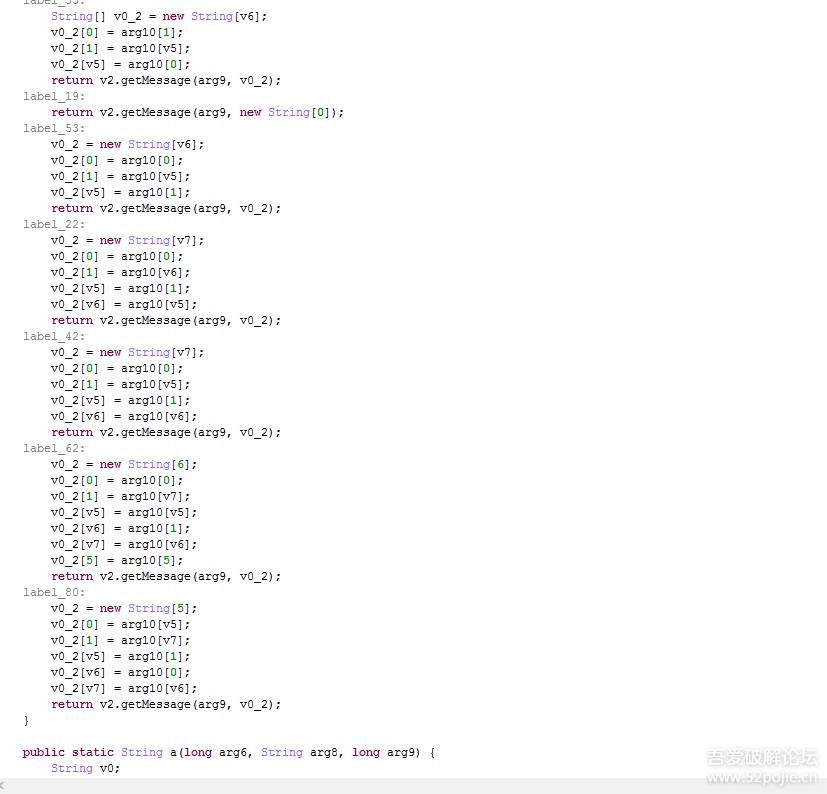 label_33:
String[] v0_2 = new String[v6];
v0_2[0] = arg10[1];
v0_2[1] = arg10[v5];
v0_2[v5] = arg10[0];
return v2.getMessage(arg9, v0_2);
label_19:
return v2.getMessage(arg9, new String[0]);
label_53:
v0_2 = new String[v6];
v0_2[0] = arg10[0];
v0_2[1] = arg10[v5];
v0_2[v5] = arg10[1];
return v2.getMessage(arg9, v0_2);
label_22:
v0_2 = new String[v7];
v0_2[0] = arg10[0];
v0_2[1] = arg10[v6];
v0_2[v5] = arg10[1];
v0_2[v6] = arg10[v5];
return v2.getMessage(arg9, v0_2);
label_42:
v0_2 = new String[v7];
v0_2[0] = arg10[0];
v0_2[1] = arg10[v5];
v0_2[v5] = arg10[1];
v0_2[v6] = arg10[v6];
return v2.getMessage(arg9, v0_2);
label_62:
v0_2 = new String[6];
v0_2[0] = arg10[0];
v0_2[1] = arg10[v7];
v0_2[v5] = arg10[v5];
v0_2[v6] = arg10[1];
v0_2[v7] = arg10[v6];
v0_2[5] = arg10[5];
return v2.getMessage(arg9, v0_2);
label_80:
v0_2 = new String[5];
v0_2[0] = arg10[v5];
v0_2[1] = arg10[v7];
v0_2[v5] = arg10[1];
v0_2[v6] = arg10[0];
v0_2[v7] = arg10[v6];
return v2.getMessage(arg9, v0_2);
}
public static String a(long arg6, String arg8, long arg9) {
String v0;
吾爱破解论坛
www.52pojie.cn